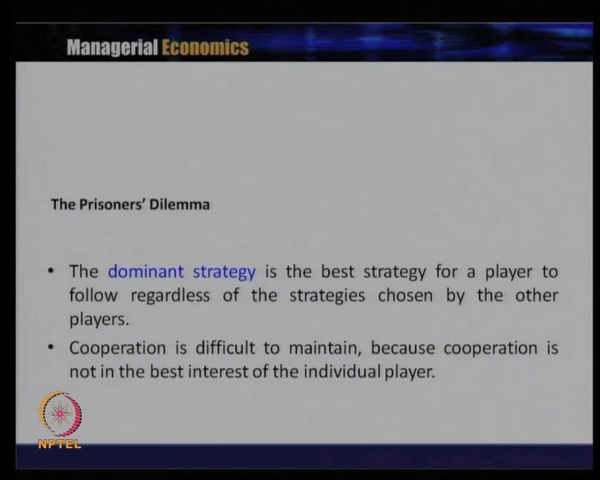 Managerial Economics
The Prisoners’ Dilemma
• The dominant strategy is the best strategy for a player to
follow regardless of the strategies chosen by the other
players.
• Cooperation is difficult to maintain, because cooperation is
not in the best interest of the individual player.
NPTEL